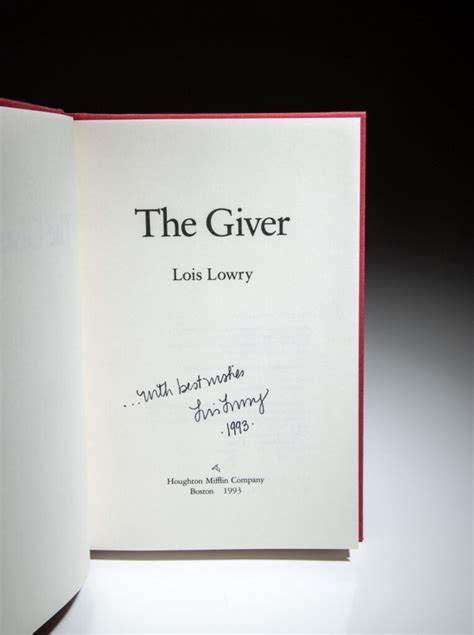 The Giver
Lois Lowry
...with best wishes
Lois Lowry
·1993·
Houghton Mifflin Company
Boston 1993